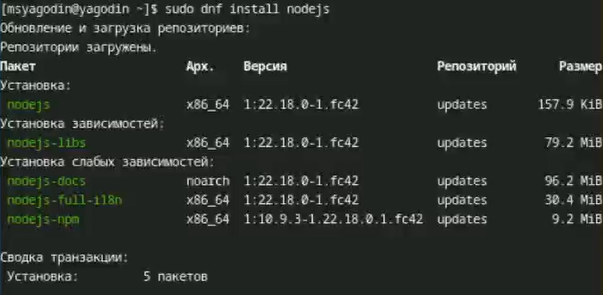 [msyagodin@yagodin ~]$ sudo dnf install nodejs
Обновление и загрузка репозиториев:
Репозитории загружены.
Пакет Арх. Версия Репозиторий Размер
Установка:
nodejs x86_64 1:22.18.0-1.fc42 updates 157.9 KiB
Установка зависимостей:
nodejs-libs x86_64 1:22.18.0-1.fc42 updates 79.2 MiB
Установка слабых зависимостей:
nodejs-docs noarch 1:22.18.0-1.fc42 updates 96.2 MiB
nodejs-full-i18n x86_64 1:22.18.0-1.fc42 updates 30.4 MiB
nodejs-npm x86_64 1:10.9.3-1.22.18.0.1.fc42 updates 9.2 MiB
Сводка транзакции:
Установка: 5 пакетов